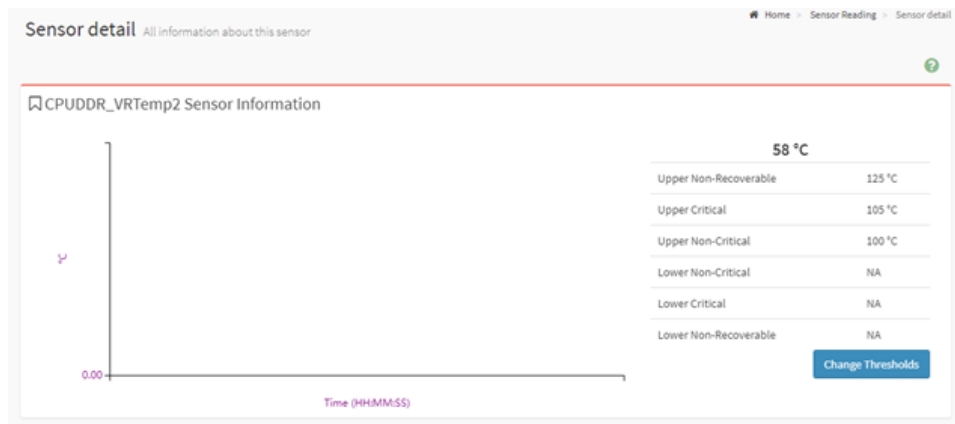 Home > Sensor Reading > Sensor detail
Sensor detail All information about this sensor
CPUDDR_VRTemp2 Sensor Information
58 °C
Upper Non-Recoverable 125 °C
Upper Critical 105 °C
Upper Non-Critical 100 °C
Lower Non-Critical NA
Lower Critical NA
Lower Non-Recoverable NA
Change Thresholds
°C
0.00
Time (HH:MM:SS)